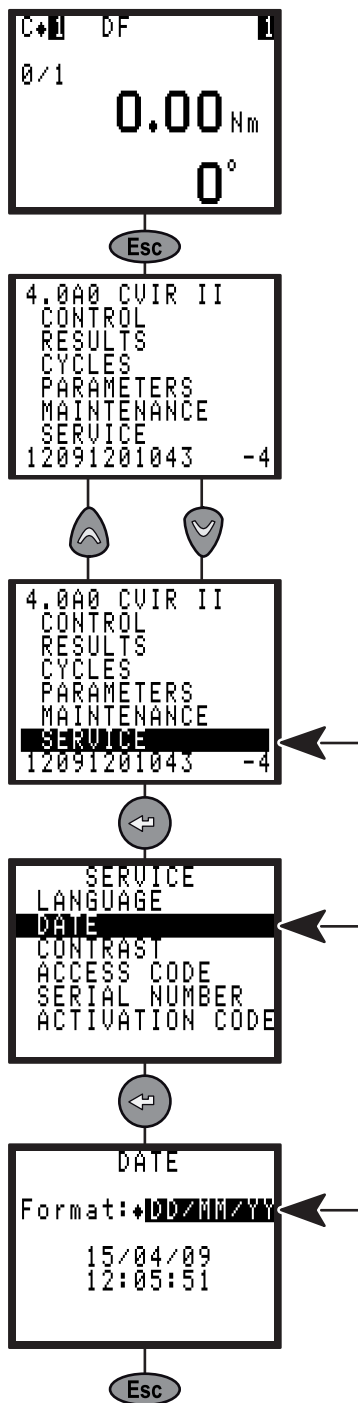 C♦1 DF 1
0/1
0.00 Nm
0°
Esc
4.0A0 CVIR II
CONTROL
RESULTS
CYCLES
PARAMETERS
MAINTENANCE
SERVICE
12091201043 -4
4.0A0 CVIR II
CONTROL
RESULTS
CYCLES
PARAMETERS
MAINTENANCE
SERVICE
12091201043 -4
SERVICE
LANGUAGE
DATE
CONTRAST
ACCESS CODE
SERIAL NUMBER
ACTIVATION CODE
DATE
Format:♦DD/MM/YY
15/04/09
12:05:51
Esc